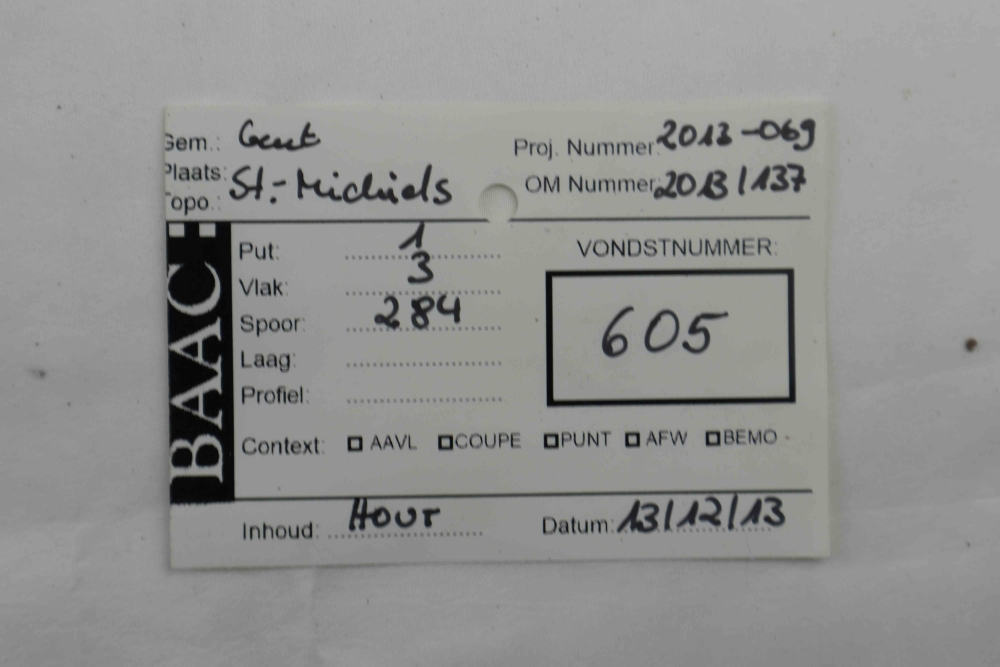 Gem.: Gent
Proj. Nummer: 2013-069
Plaats:
Topo.: St.-Michiels
OM Nummer: 2013/137
BAAC
Put: 1
VONDSTNUMMER:
Vlak: 3
Spoor: 284
605
Laag:
Profiel:
Context: AAVL COUPE PUNT AFW BEMO -
Inhoud: HOUT
Datum: 13/12/13